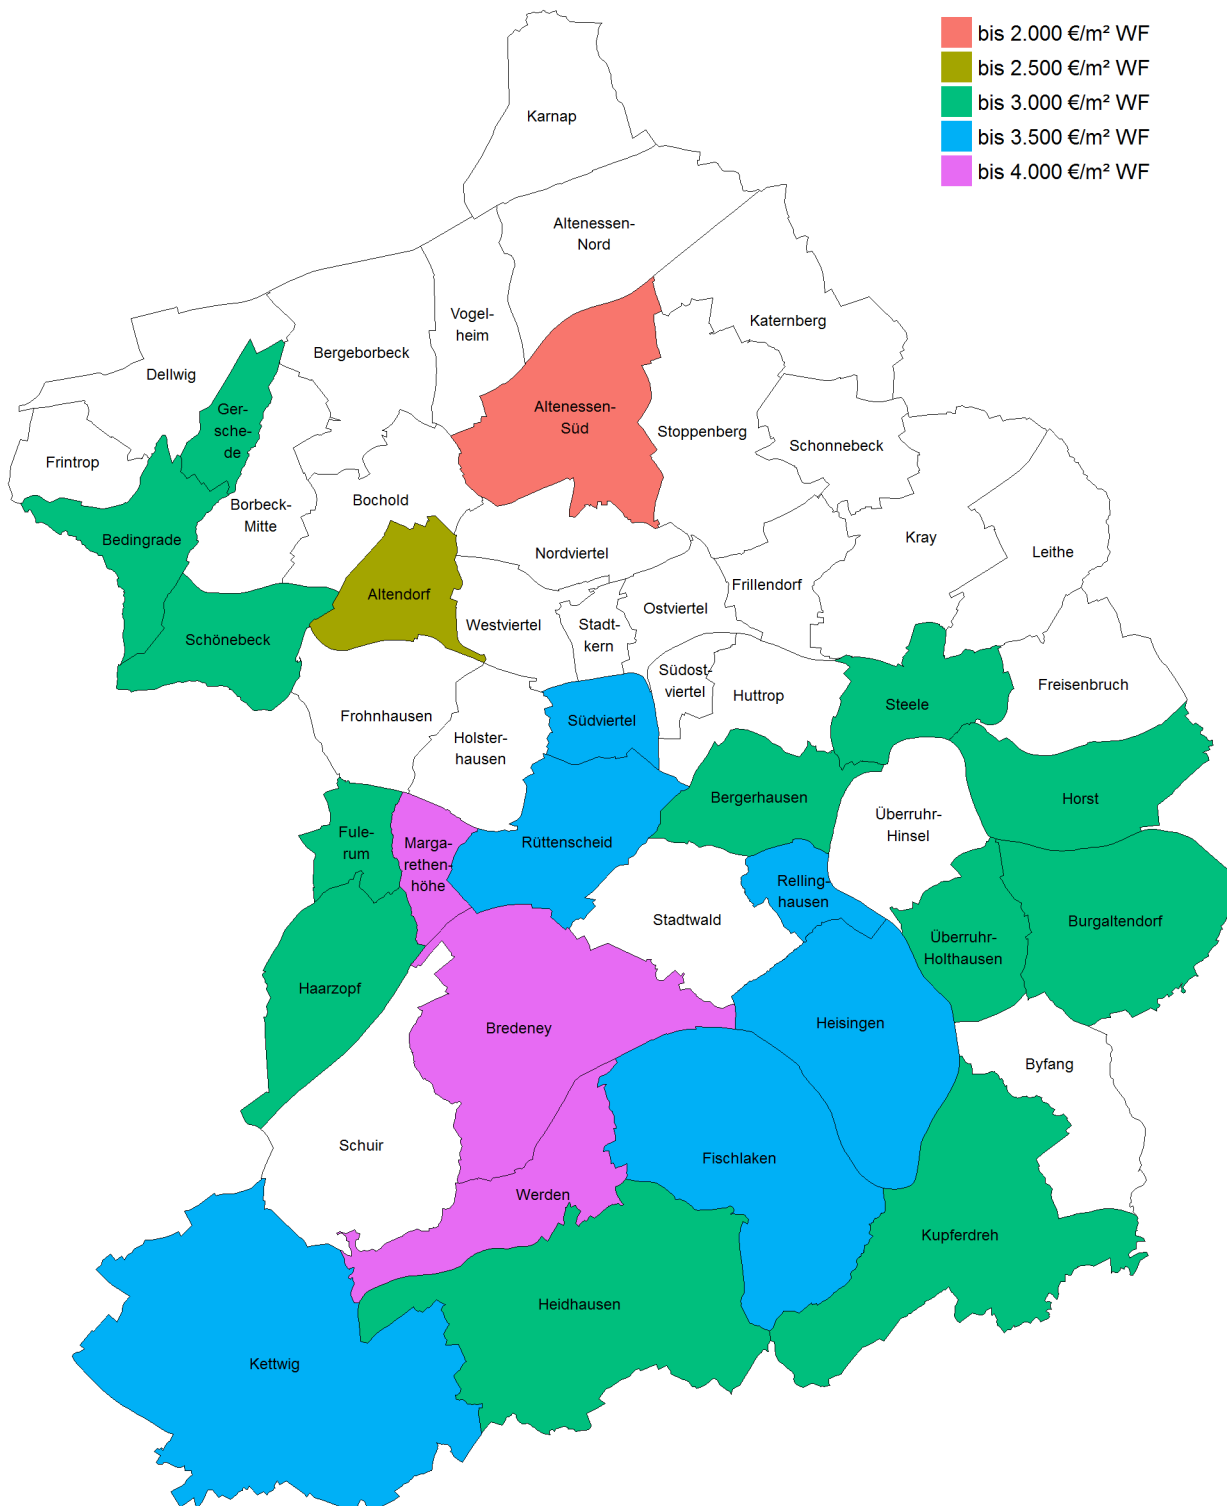 bis 2.000 €/m² WF
bis 2.500 €/m² WF
bis 3.000 €/m² WF
bis 3.500 €/m² WF
bis 4.000 €/m² WF
Karnap
Altenessen-
Nord
Vogel-
heim
Katernberg
Bergeborbeck
Dellwig
Ger-
sche-
de
Altenessen-
Süd
Stoppenberg
Schonnebeck
Frintrop
Borbeck-
Mitte
Bochold
Bedingrade
Nordviertel
Kray
Leithe
Frillendorf
Altendorf
Ostviertel
Westviertel
Stadt-
kern
Schönebeck
Südost-
viertel
Huttrop
Freisenbruch
Steele
Frohnhausen
Südviertel
Holster-
hausen
Bergerhausen
Horst
Überruhr-
Hinsel
Fule-
rum
Marga-
rethen-
höhe
Rüttenscheid
Relling-
hausen
Stadtwald
Burgaltendorf
Überruhr-
Holthausen
Haarzopf
Bredeney
Heisingen
Byfang
Schuir
Fischlaken
Werden
Kupferdreh
Heidhausen
Kettwig